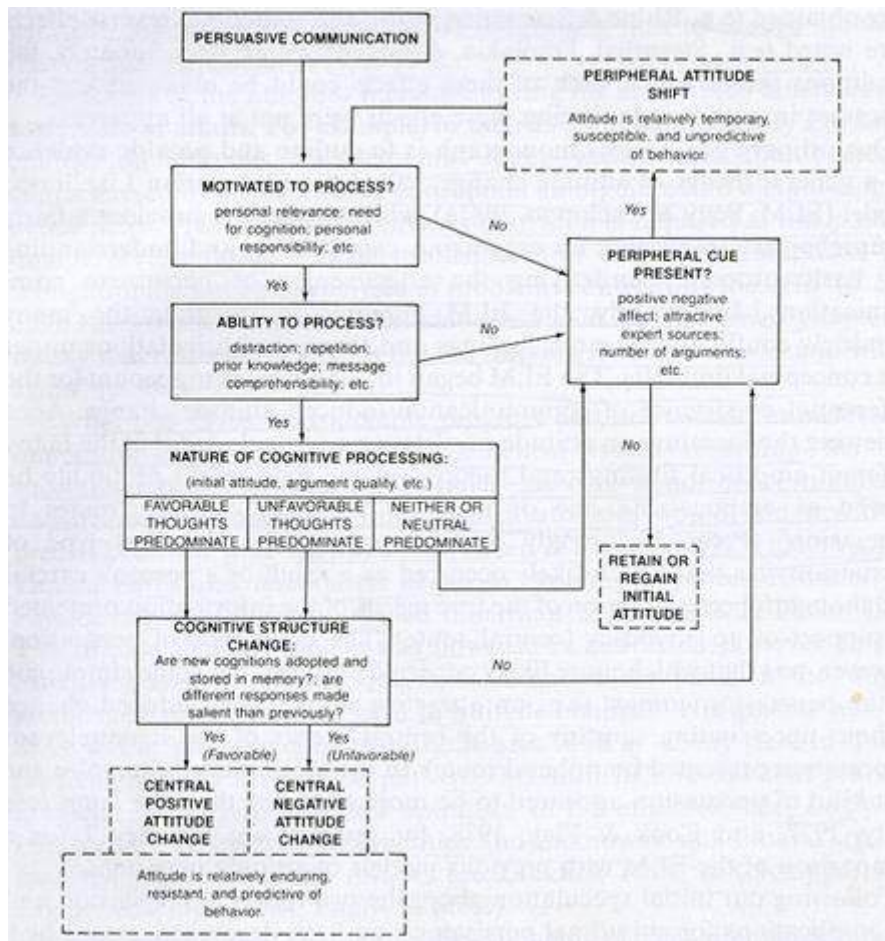 PERSUASIVE COMMUNICATION
PERIPHERAL ATTITUDE
SHIFT
Attitude is relatively temporary,
susceptible, and unpredictive
of behavior.
MOTIVATED TO PROCESS?
personal relevance; need
for cognition; personal
responsibility; etc.
No
Yes
PERIPHERAL CUE
PRESENT?
positive negative
affect; attractive
expert sources;
number of arguments;
etc.
Yes
ABILITY TO PROCESS?
distraction; repetition;
prior knowledge; message
comprehensibility; etc.
No
Yes
No
NATURE OF COGNITIVE PROCESSING:
(initial attitude, argument quality, etc.)
FAVORABLE
THOUGHTS
PREDOMINATE
UNFAVORABLE
THOUGHTS
PREDOMINATE
NEITHER OR
NEUTRAL
PREDOMINATE
RETAIN OR
REGAIN
INITIAL
ATTITUDE
COGNITIVE STRUCTURE
CHANGE:
Are new cognitions adopted and
stored in memory?; are
different responses made
salient than previously?
No
Yes
(Favorable)
Yes
(Unfavorable)
CENTRAL
POSITIVE
ATTITUDE
CHANGE
CENTRAL
NEGATIVE
ATTITUDE
CHANGE
Attitude is relatively enduring,
resistant, and predictive of
behavior.